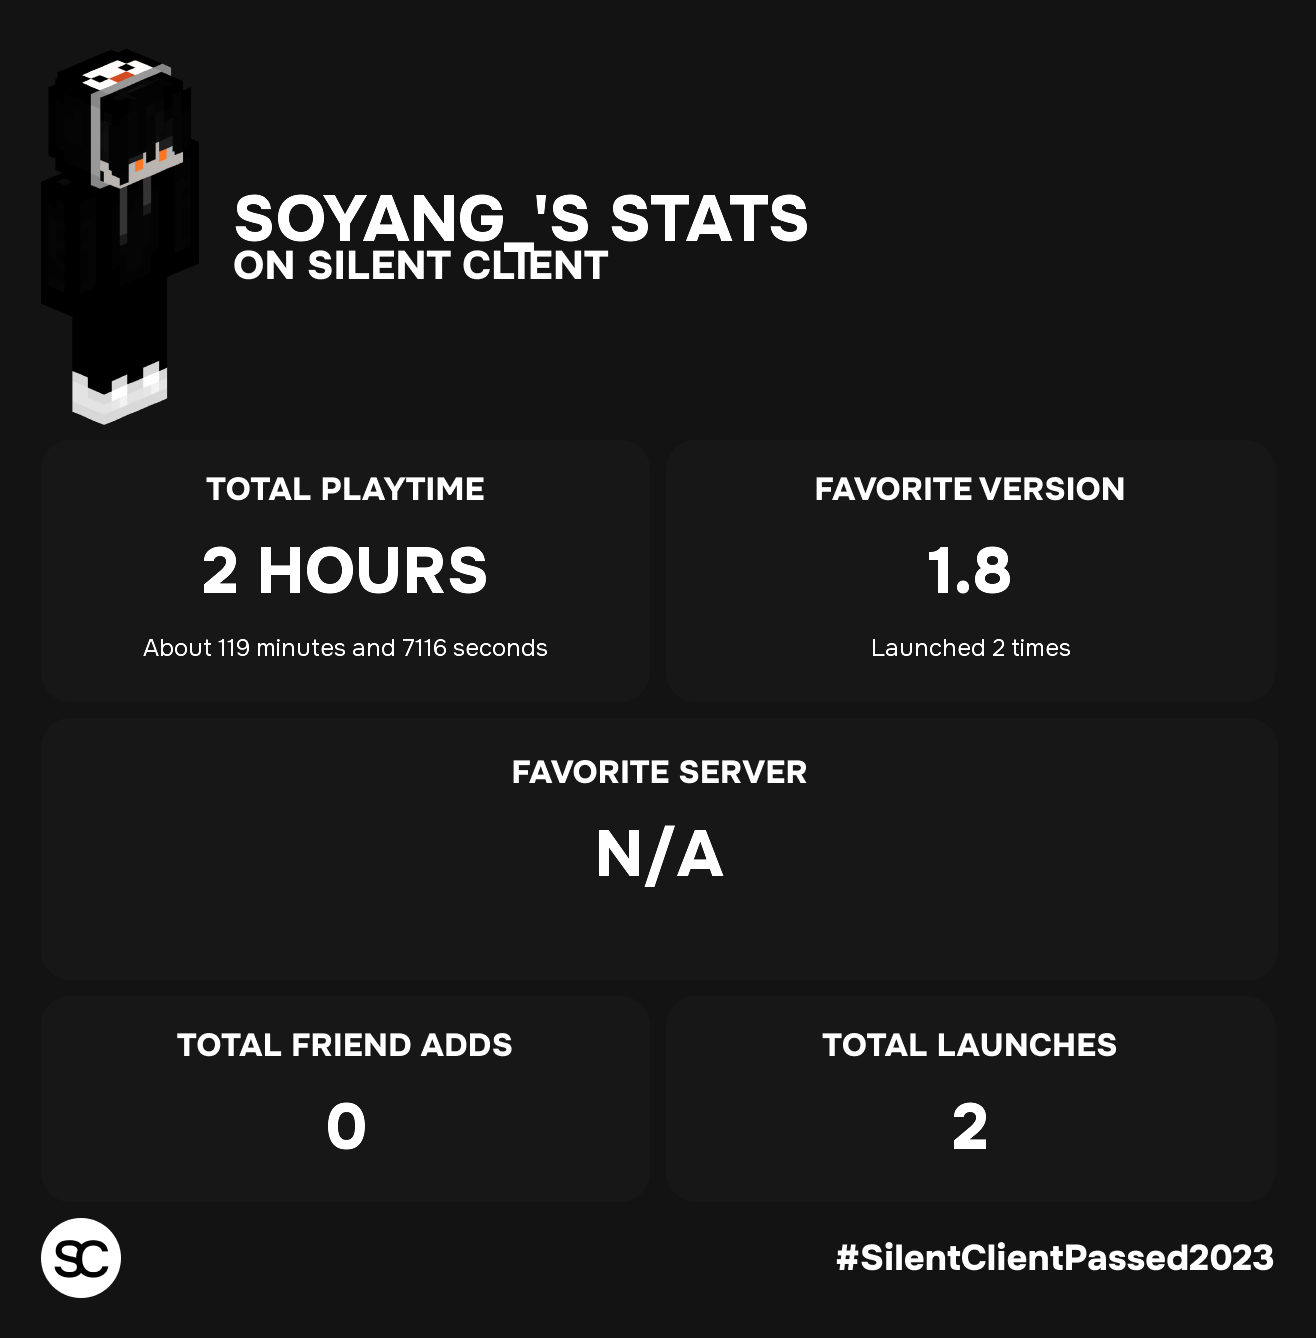 SOYANG_'S STATS
ON SILENT CLIENT
TOTAL PLAYTIME
2 HOURS
About 119 minutes and 7116 seconds
FAVORITE VERSION
1.8
Launched 2 times
FAVORITE SERVER
N/A
TOTAL FRIEND ADDS
0
TOTAL LAUNCHES
2
SC
#SilentClientPassed2023